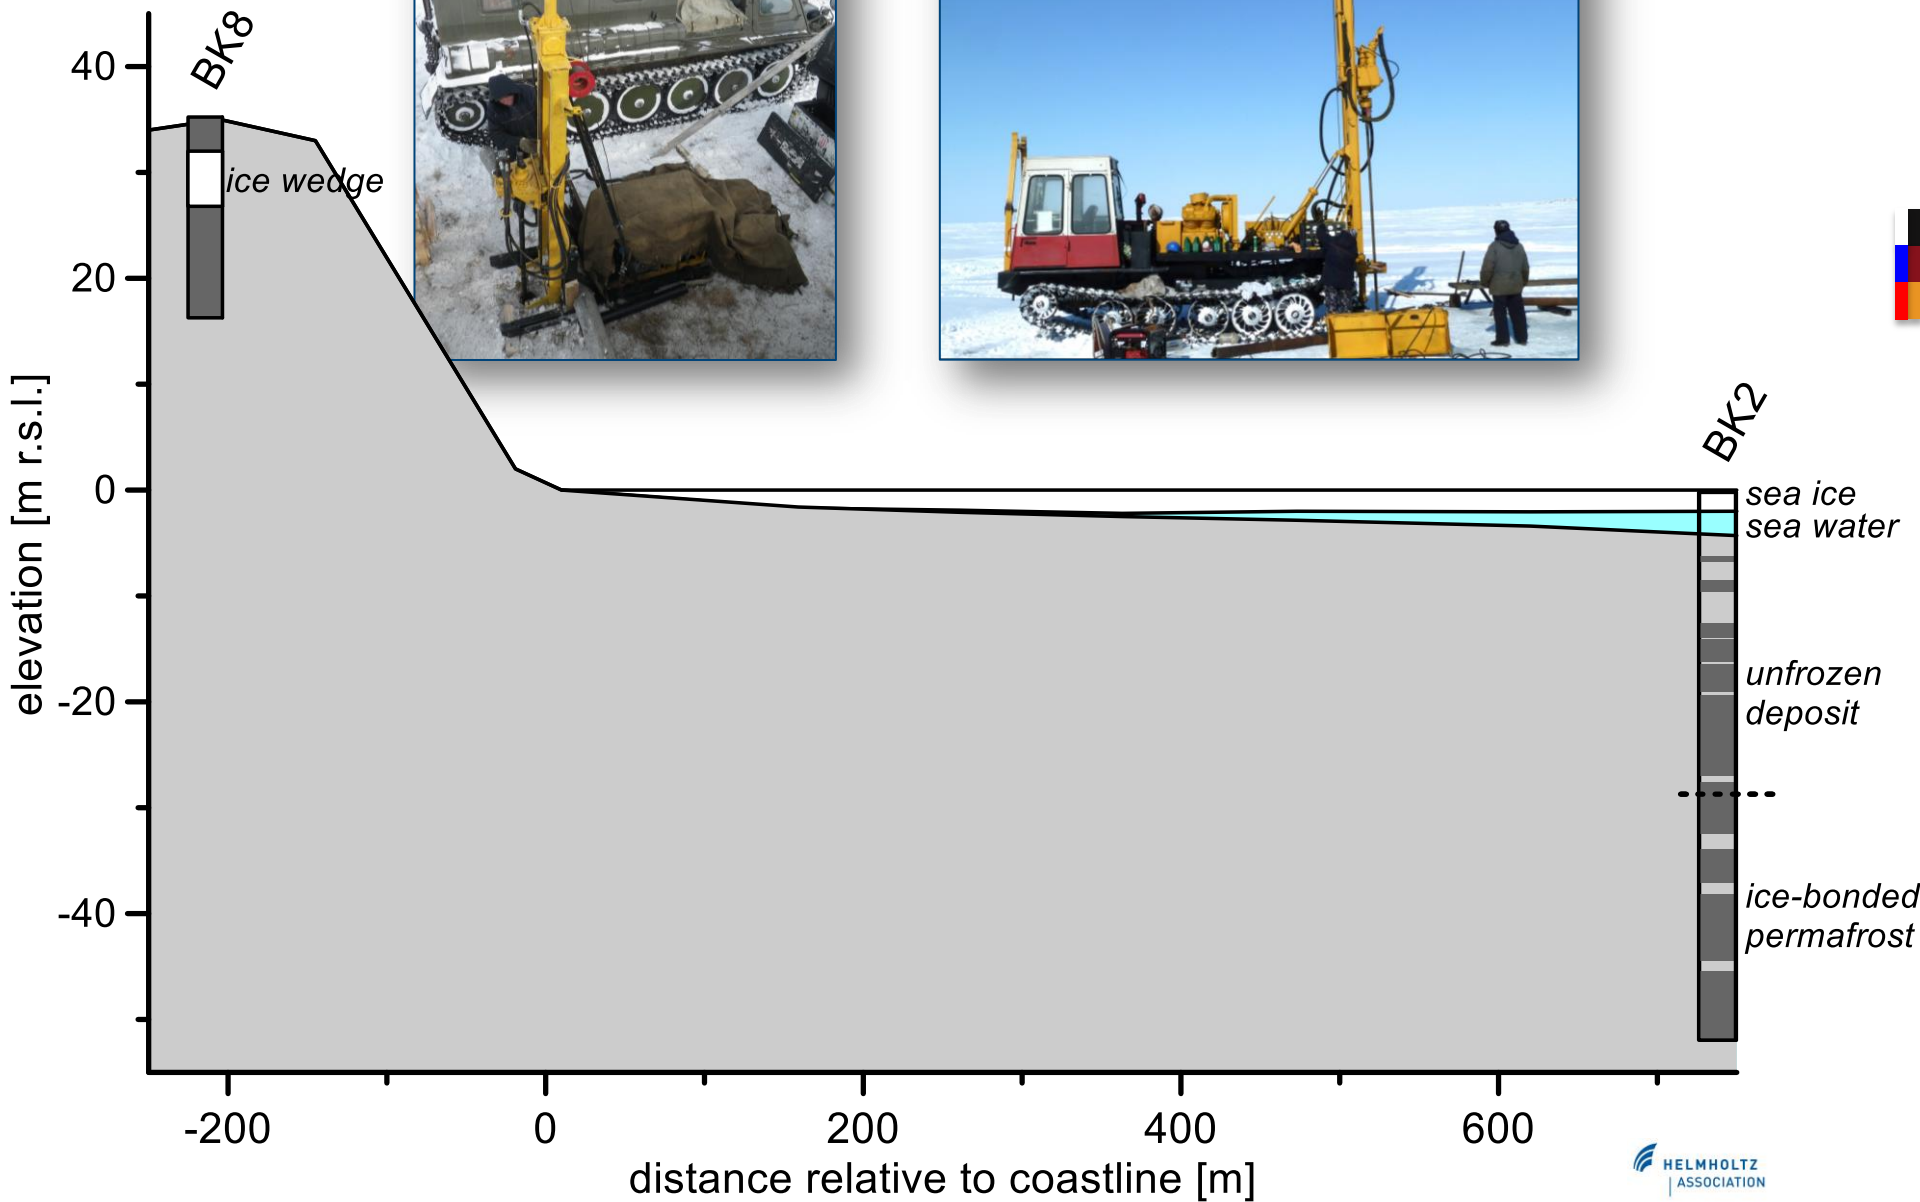 BK8
ice wedge
40
20
0
-20
-40
elevation [m r.s.l.]
BK2
sea ice
sea water
unfrozen
deposit
ice-bonded
permafrost
-200
0
200
400
600
distance relative to coastline [m]
HELMHOLTZ
ASSOCIATION